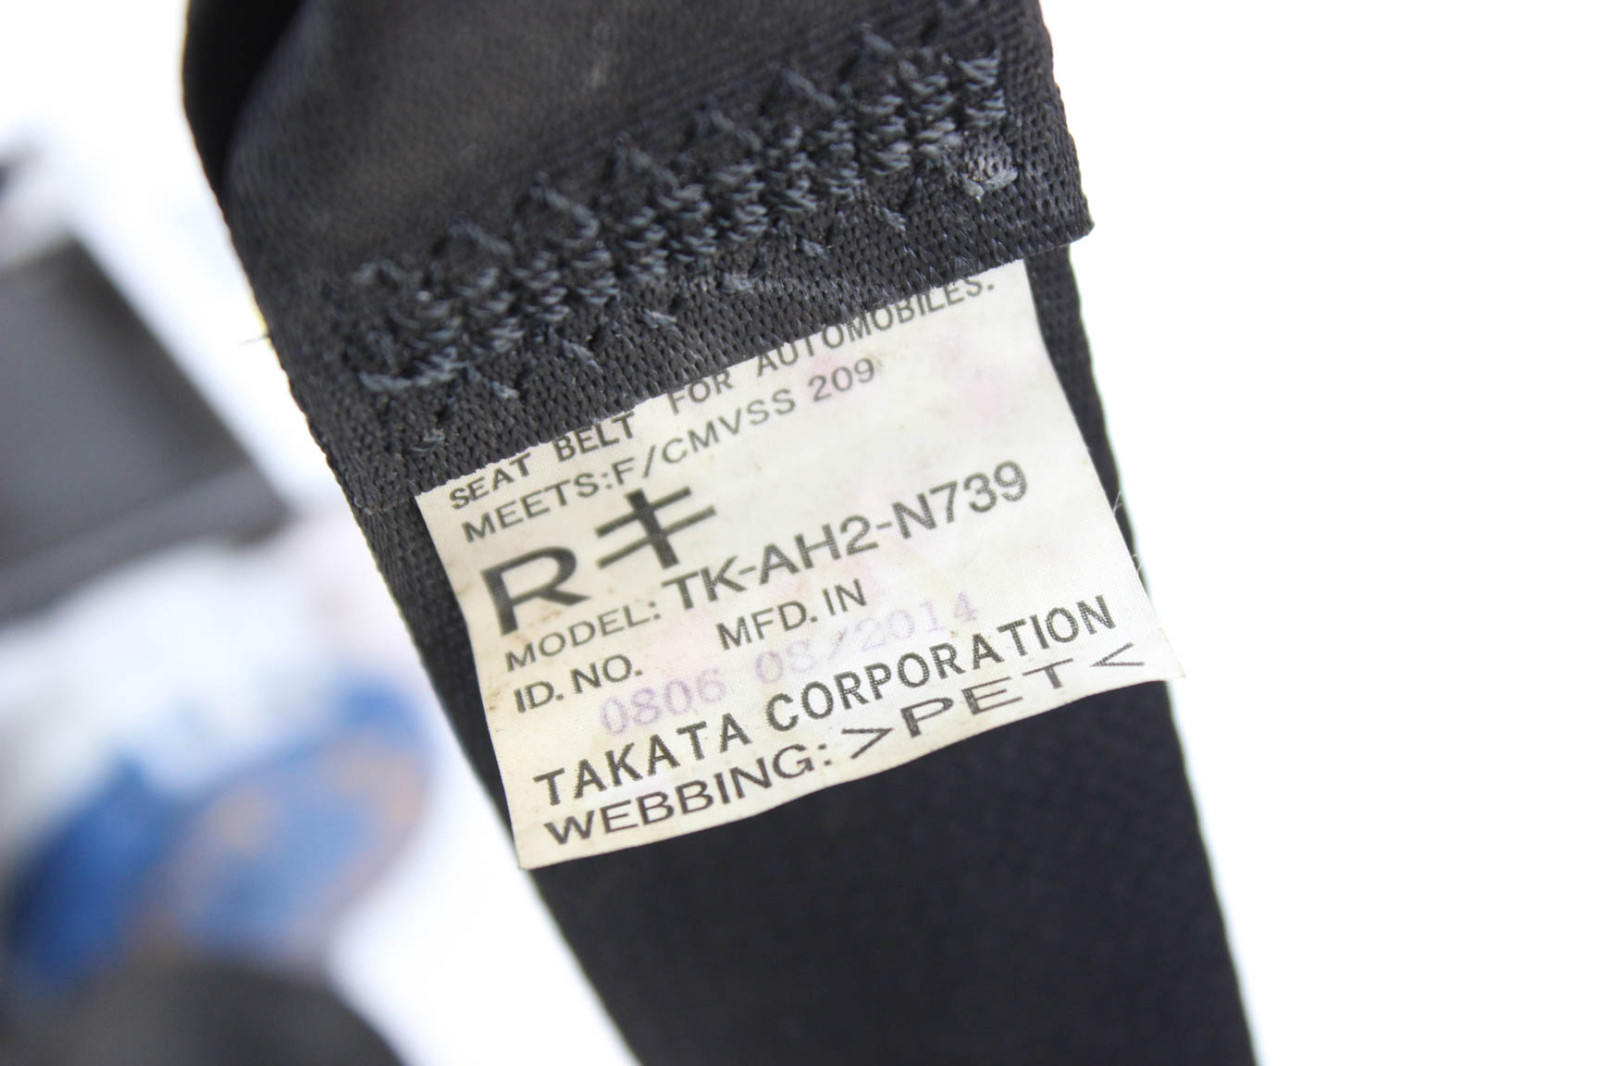 SEAT BELT FOR AUTOMOBILES.
MEETS:F/CMVSS 209
Rキ
MODEL: TK-AH2-N739
ID. NO. MFD. IN
0806 08/2014
TAKATA CORPORATION
WEBBING: >PET<